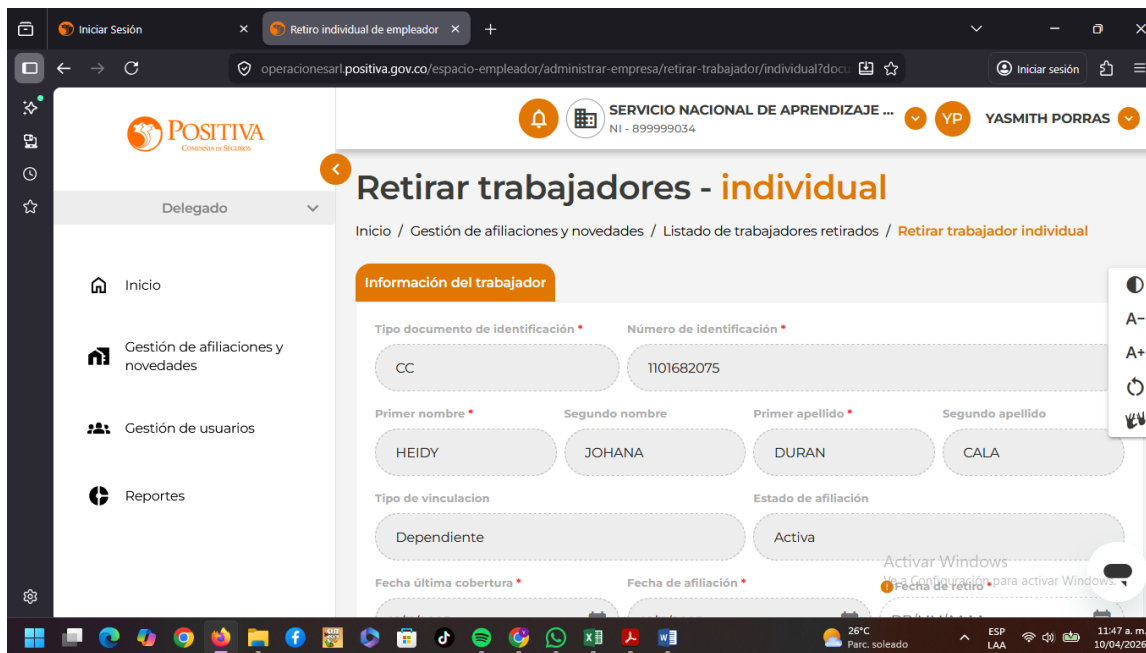 Iniciar Sesión
Retiro individual de empleador
operacionesarl.positiva.gov.co/espacio-empleador/administrar-empresa/retirar-trabajador/individual?docu
Iniciar sesión
POSITIVA
COMPAÑIA DE SEGUROS
SERVICIO NACIONAL DE APRENDIZAJE ...
NI - 899999034
YP
YASMITH PORRAS
Delegado
Retirar trabajadores - individual
Inicio / Gestión de afiliaciones y novedades / Listado de trabajadores retirados / Retirar trabajador individual
Inicio
Gestión de afiliaciones y
novedades
Gestión de usuarios
Reportes
Información del trabajador
A-
A+
Tipo documento de identificación * Número de identificación *
CC 1101682075
Primer nombre * Segundo nombre Primer apellido * Segundo apellido
HEIDY JOHANA DURAN CALA
Tipo de vinculacion Estado de afiliación
Dependiente Activa
Activar Windows
Ve a Configuración para activar Windows.
Fecha última cobertura * Fecha de afiliación * Fecha de retiro *
26°C
Parc. soleado
ESP
LAA
11:47 a. m.
10/04/2026